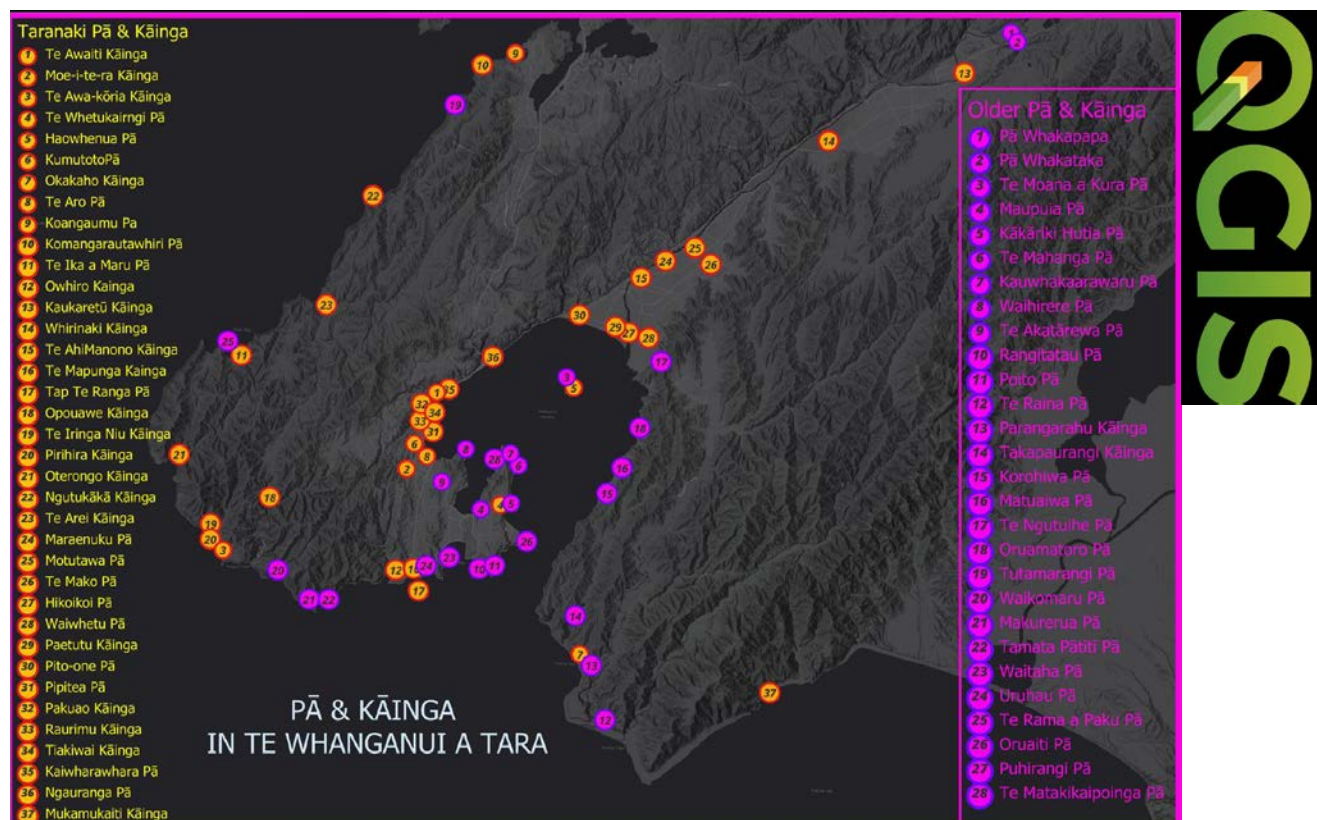 Taranaki Pā & Kāinga
1 Te Awaiti Kāinga
2 Moe-i-te-ra Kāinga
3 Te Awa-kōria Kāinga
4 Te Whetukairngi Pā
5 Haowhenua Pā
6 KumutotoPā
7 Okakaho Kāinga
8 Te Aro Pā
9 Koangaumu Pa
10 Komangarautawhiri Pā
11 Te Ika a Maru Pā
12 Owhiro Kainga
13 Kaukaretū Kāinga
14 Whirinaki Kāinga
15 Te AhiManono Kāinga
16 Te Mapunga Kainga
17 Tap Te Ranga Pā
18 Opouawe Kāinga
19 Te Iringa Niu Kāinga
20 Pirihira Kāinga
21 Oterongo Kāinga
22 Ngutukākā Kāinga
23 Te Arei Kāinga
24 Maraenuku Pā
25 Motutawa Pā
26 Te Mako Pā
27 Hikoikoi Pā
28 Waiwhetu Pā
29 Paetutu Kāinga
30 Pito-one Pā
31 Pipitea Pā
32 Pakuao Kāinga
33 Raurimu Kāinga
34 Tiakiwai Kāinga
35 Kaiwharawhara Pā
36 Ngauranga Pā
37 Mukamukaiti Kāinga
PĀ & KĀINGA
IN TE WHANGANUI A TARA
Older Pā & Kāinga
1 Pā Whakapapa
2 Pā Whakataka
3 Te Moana a Kura Pā
4 Maupuia Pā
5 Kākāriki Hutia Pā
6 Te Mahanga Pā
7 Kauwhakaarawaru Pā
8 Waihirere Pā
9 Te Akatārewa Pā
10 Rangitatau Pā
11 Poito Pā
12 Te Raina Pā
13 Parangarahu Kāinga
14 Takapaurangi Kāinga
15 Korohiwa Pā
16 Matuaiwa Pā
17 Te Ngutuihe Pā
18 Oruamatoro Pā
19 Tutamarangi Pā
20 Waikomaru Pā
21 Makurerua Pā
22 Tamata Pātiti Pā
23 Waitaha Pā
24 Uruhau Pā
25 Te Rama a Paku Pā
26 Oruaiti Pā
27 Puhirangi Pā
28 Te Matakikaipoinga Pā
QGIS